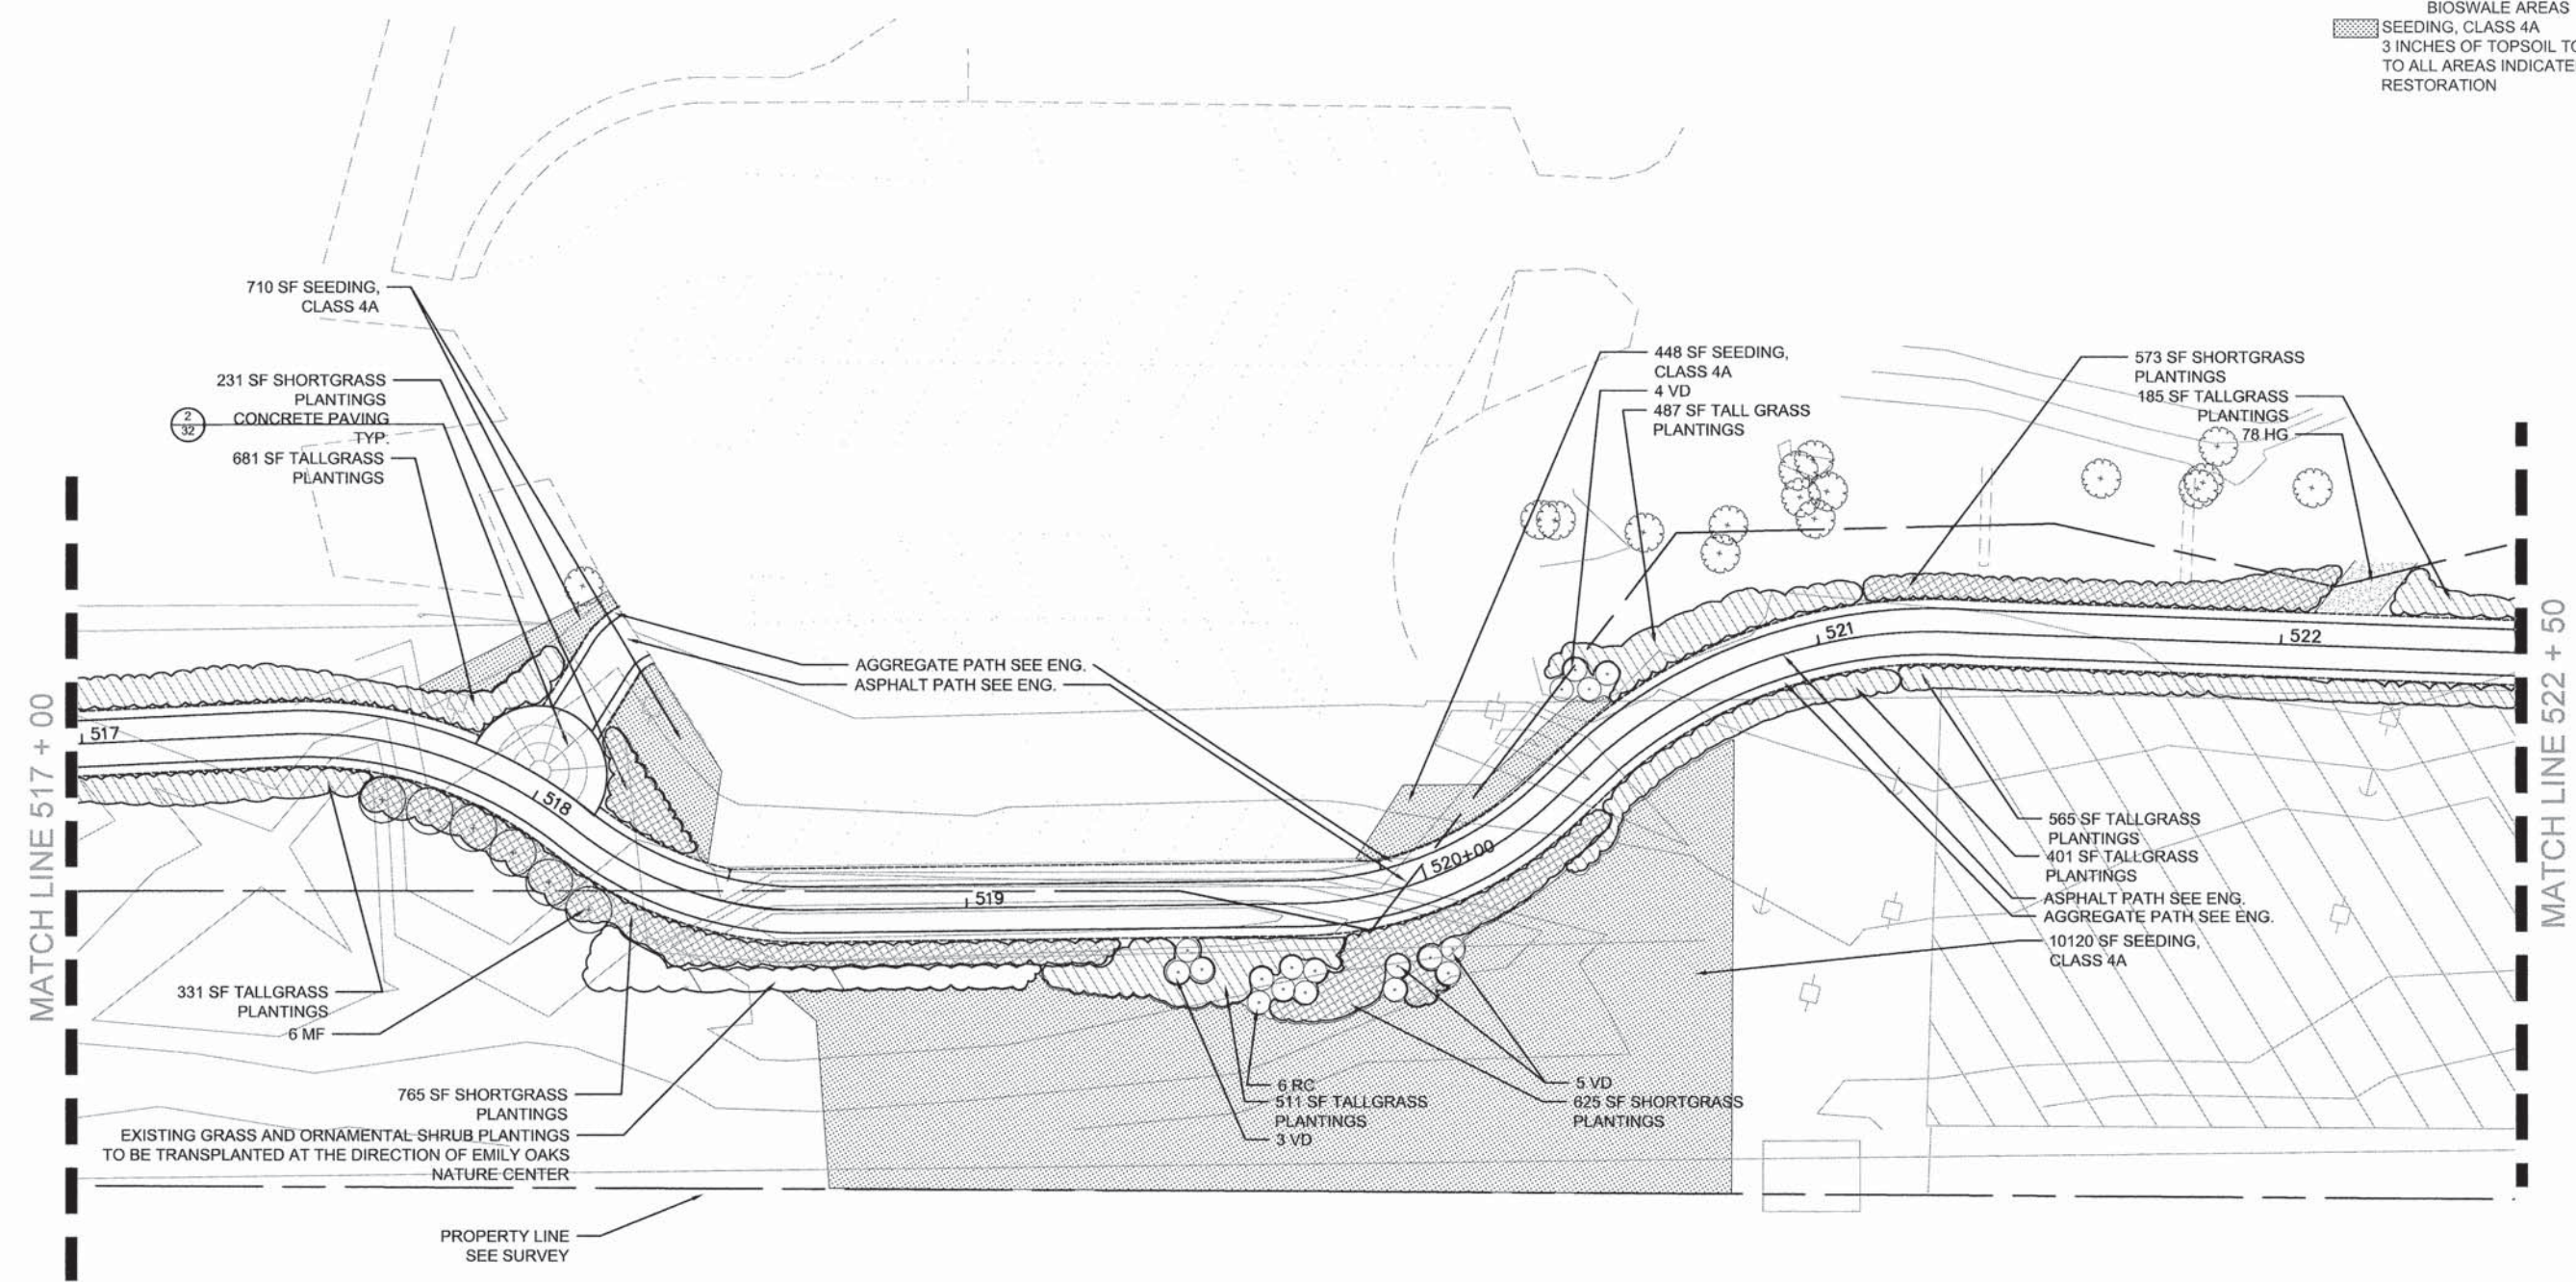 BIOSWALE AREAS
SEEDING, CLASS 4A
3 INCHES OF TOPSOIL
TO ALL AREAS
RESTORATION
710 SF SEEDING,
CLASS 4A
231 SF SHORTGRASS
PLANTINGS
2
32
CONCRETE PAVING
TYP.
681 SF TALLGRASS
PLANTINGS
448 SF SEEDING,
CLASS 4A
4 VD
487 SF TALL GRASS
PLANTINGS
573 SF SHORTGRASS
PLANTINGS
185 SF TALLGRASS
PLANTINGS
78 HG
AGGREGATE PATH SEE ENG.
ASPHALT PATH SEE ENG.
517
518
519
520+00
521
522
MATCH LINE 517 + 00
MATCH LINE 522 + 50
331 SF TALLGRASS
PLANTINGS
6 MF
765 SF SHORTGRASS
PLANTINGS
EXISTING GRASS AND ORNAMENTAL SHRUB PLANTINGS
TO BE TRANSPLANTED AT THE DIRECTION OF EMILY OAKS
NATURE CENTER
PROPERTY LINE
SEE SURVEY
6 RC
511 SF TALLGRASS
PLANTINGS
3 VD
5 VD
625 SF SHORTGRASS
PLANTINGS
565 SF TALLGRASS
PLANTINGS
401 SF TALLGRASS
PLANTINGS
ASPHALT PATH SEE ENG.
AGGREGATE PATH SEE ENG.
10120 SF SEEDING,
CLASS 4A